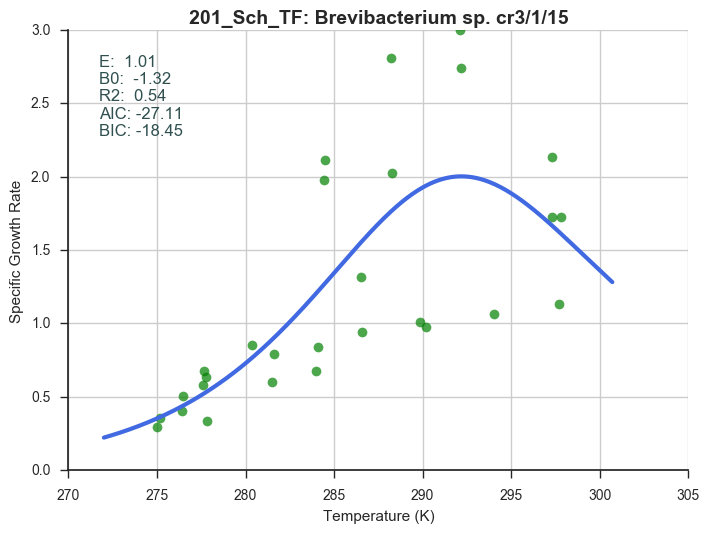 201_Sch_TF: Brevibacterium sp. cr3/1/15
E:  1.01
B0:  -1.32
R2:  0.54
AIC: -27.11
BIC: -18.45
Specific Growth Rate
3.0
2.5
2.0
1.5
1.0
0.5
0.0
270 275 280 285 290 295 300 305
Temperature (K)